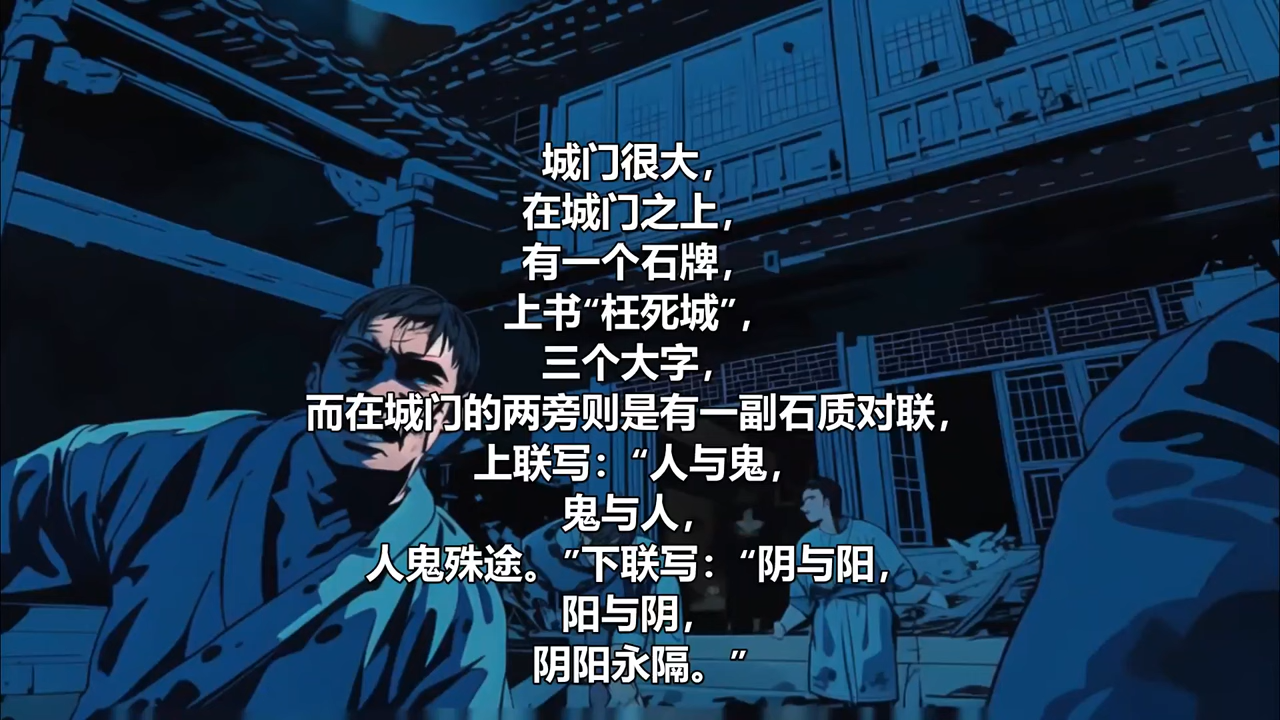 城门很大，
在城门之上，
有一个石牌，
上书“枉死城”，
三个大字，
而在城门的两旁则是有一副石质对联，
上联写：“人与鬼，
鬼与人，
人鬼殊途。”下联写：“阴与阳，
阳与阴，
阴阳永隔。”